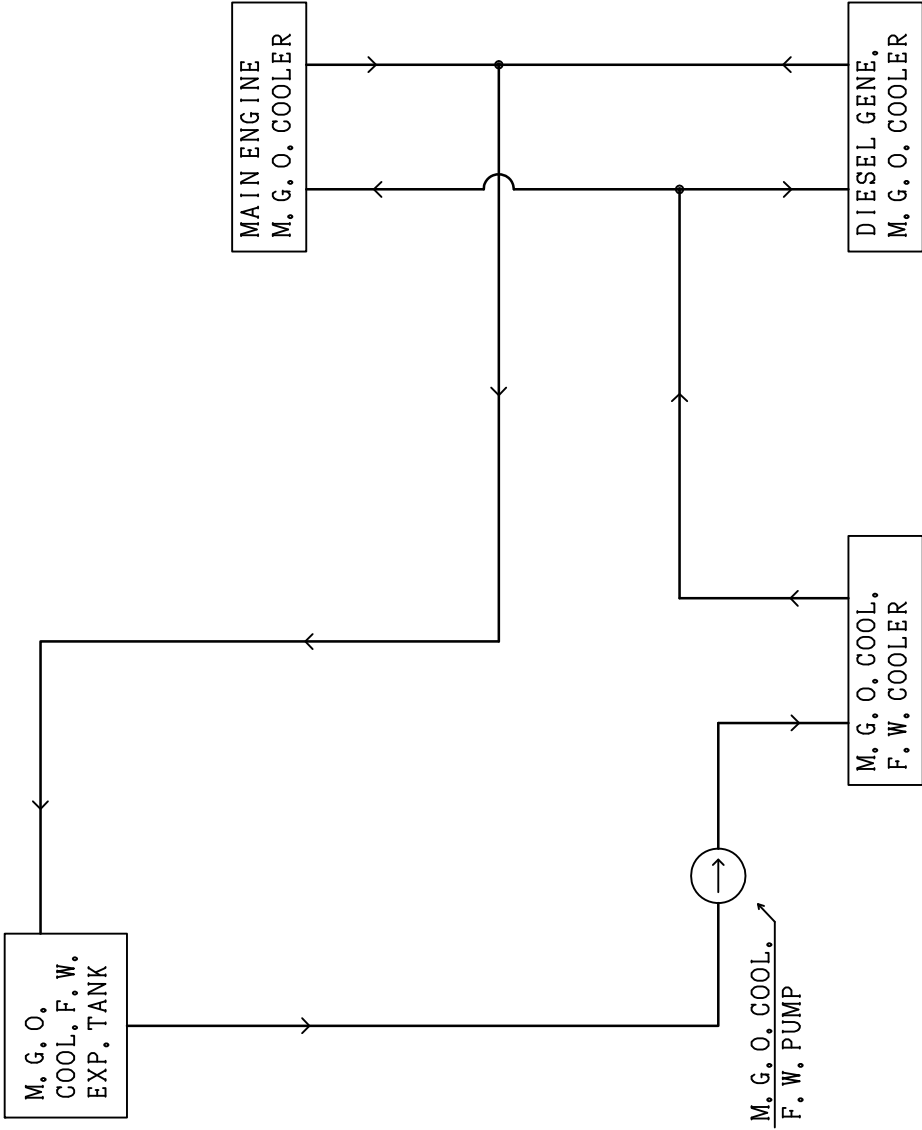 M. G. O.
COOL. F. W.
EXP. TANK
MAIN ENGINE
M. G. O. COOLER
M. G. O. COOL.
F. W. PUMP
M. G. O. COOL.
F. W. COOLER
DIESEL GENE.
M. G. O. COOLER